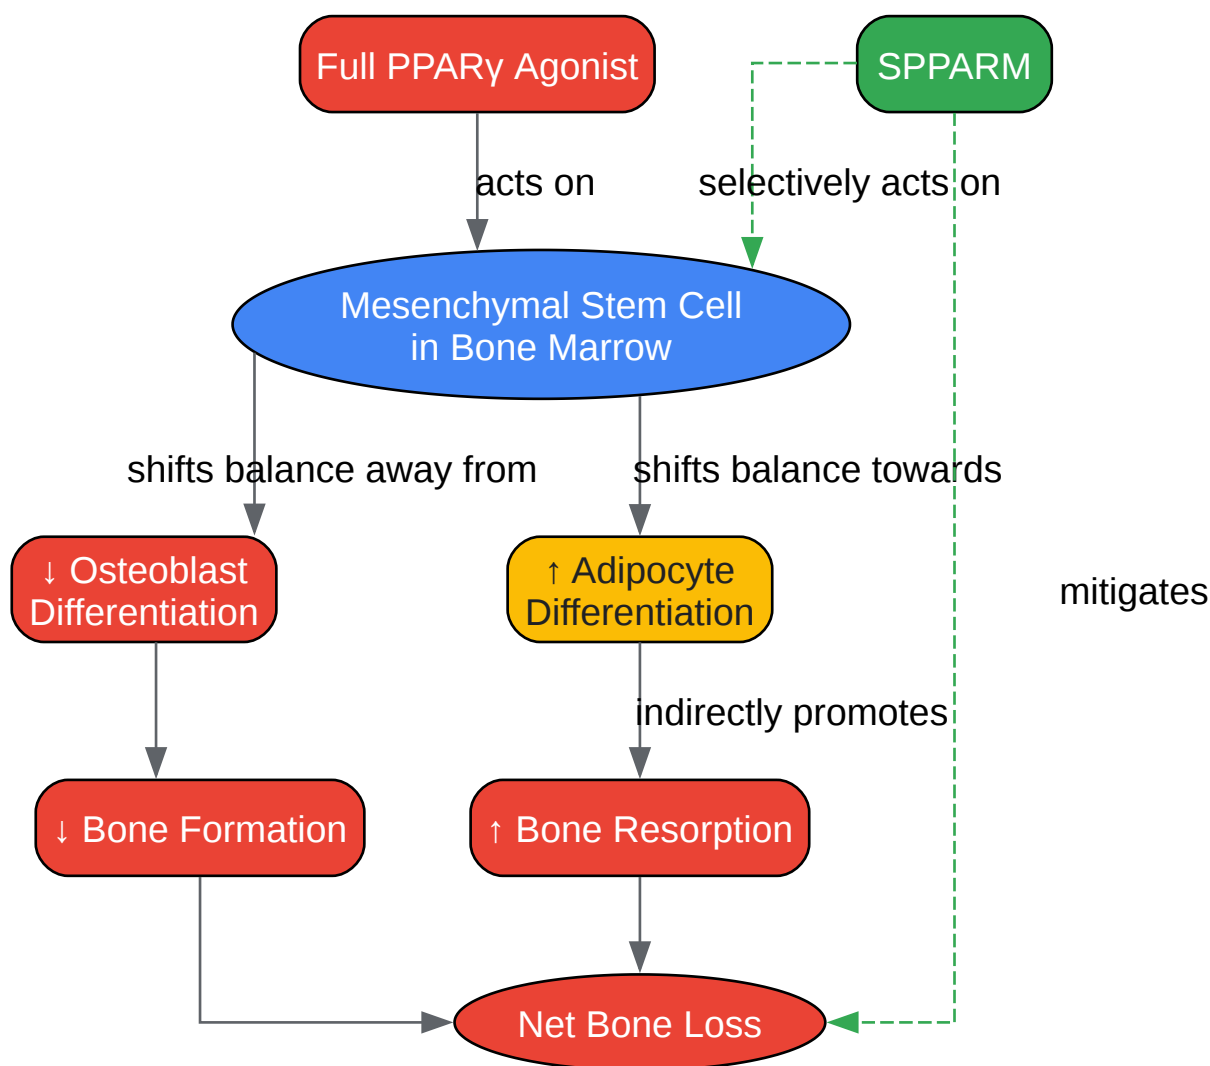 Full PPARγ Agonist
SPPARM
acts on
selectively acts on
Mesenchymal Stem Cell
in Bone Marrow
shifts balance away from
shifts balance towards
↓ Osteoblast
Differentiation
↑ Adipocyte
Differentiation
mitigates
indirectly promotes
↓ Bone Formation
↑ Bone Resorption
Net Bone Loss